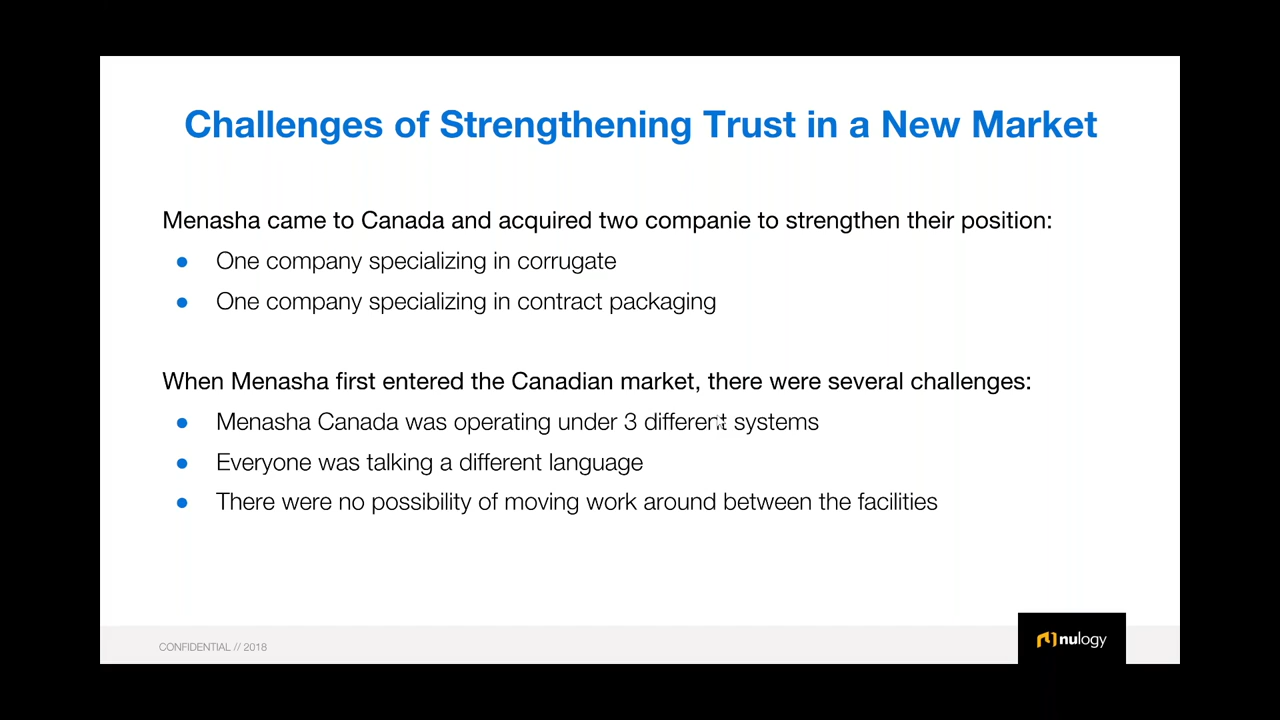 Challenges of Strengthening Trust in a New Market
Menasha came to Canada and acquired two companie to strengthen their position:
● One company specializing in corrugate
● One company specializing in contract packaging
When Menasha first entered the Canadian market, there were several challenges:
● Menasha Canada was operating under 3 different systems
● Everyone was talking a different language
● There were no possibility of moving work around between the facilities
CONFIDENTIAL // 2018
nulogy